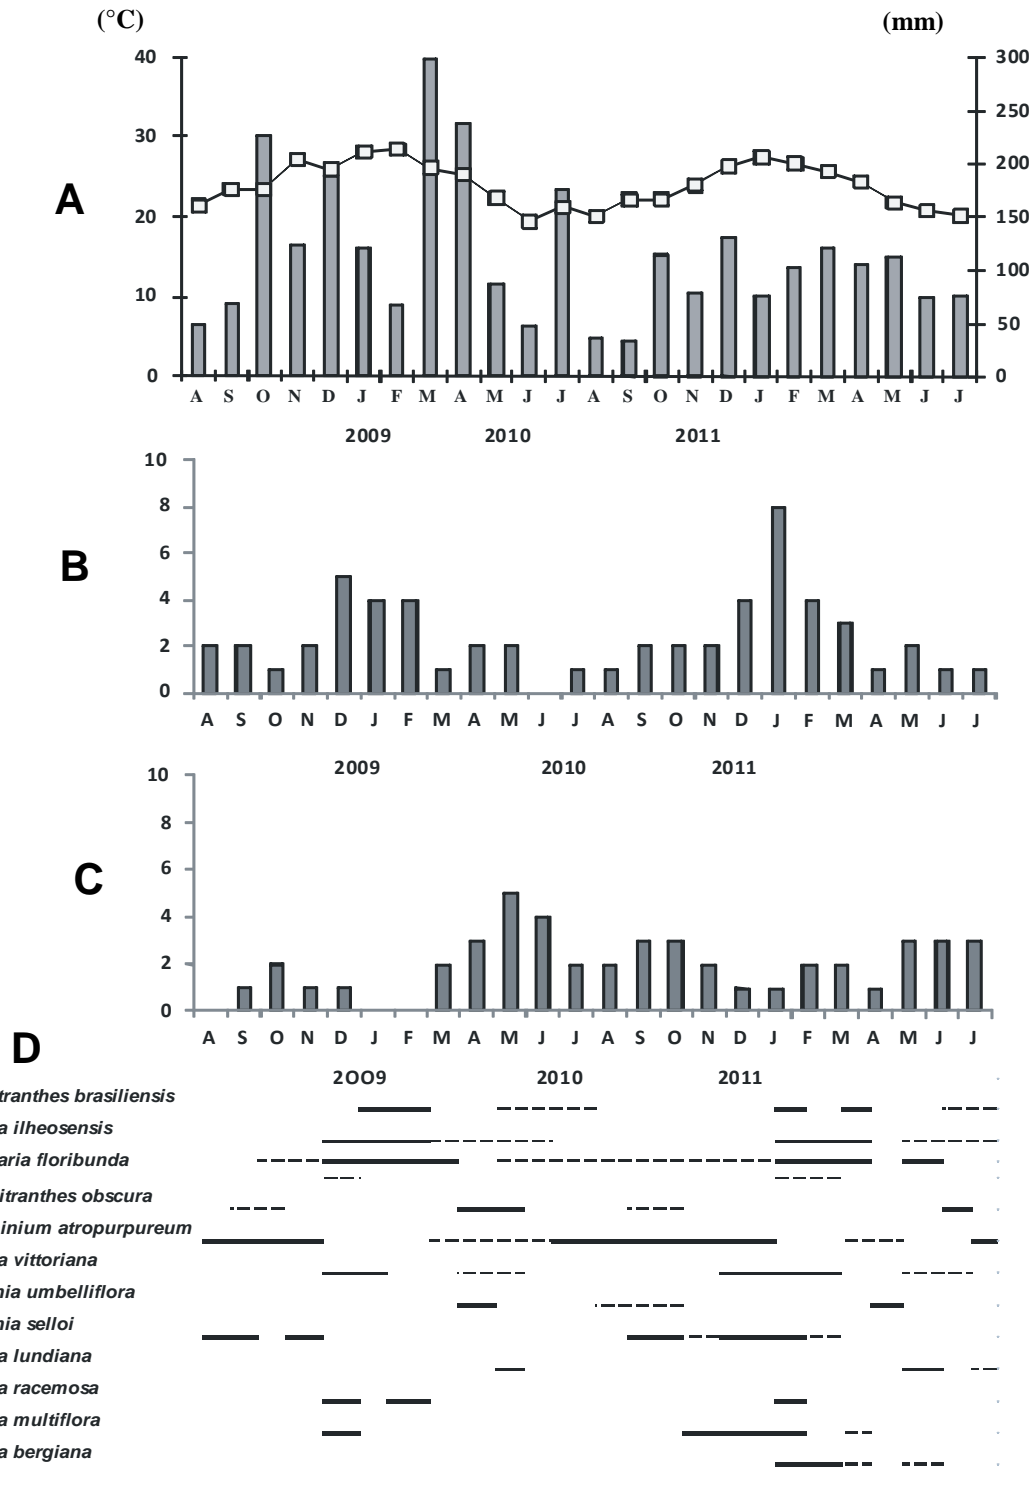 (°C) (mm)
40 300
250
30
200
A
20 150
100
10
50
0 0
A S O N D J F M A M J J A S O N D J F M A M J J
2009 2010 2011
10
8
B
6
4
2
0
A S O N D J F M A M J J A S O N D J F M A M J J
2009 2010 2011
10
8
C
6
4
2
0
A S O N D J F M A M J J A S O N D J F M A M J J
D
2OO9 2010 2011
tranthes brasiliensis
a ilheosensis
aria floribunda
itranthes obscura
inium atropurpureum
a vittoriana
nia umbelliflora
nia selloi
a lundiana
a racemosa
a multiflora
a bergiana